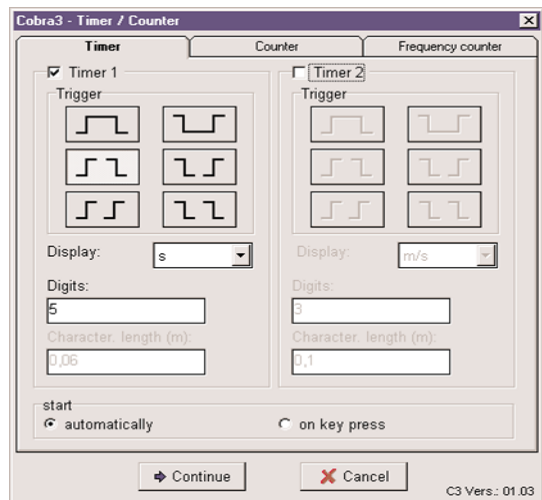 Cobra3 - Timer / Counter
Timer Counter Frequency counter
Timer 1
Trigger
Display: s
Digits:
5
Character. length (m):
0,06
Timer 2
Trigger
Display: m/s
Digits:
3
Character. length (m):
0,1
start
automatically on key press
Continue Cancel
C3 Vers.: 01.03